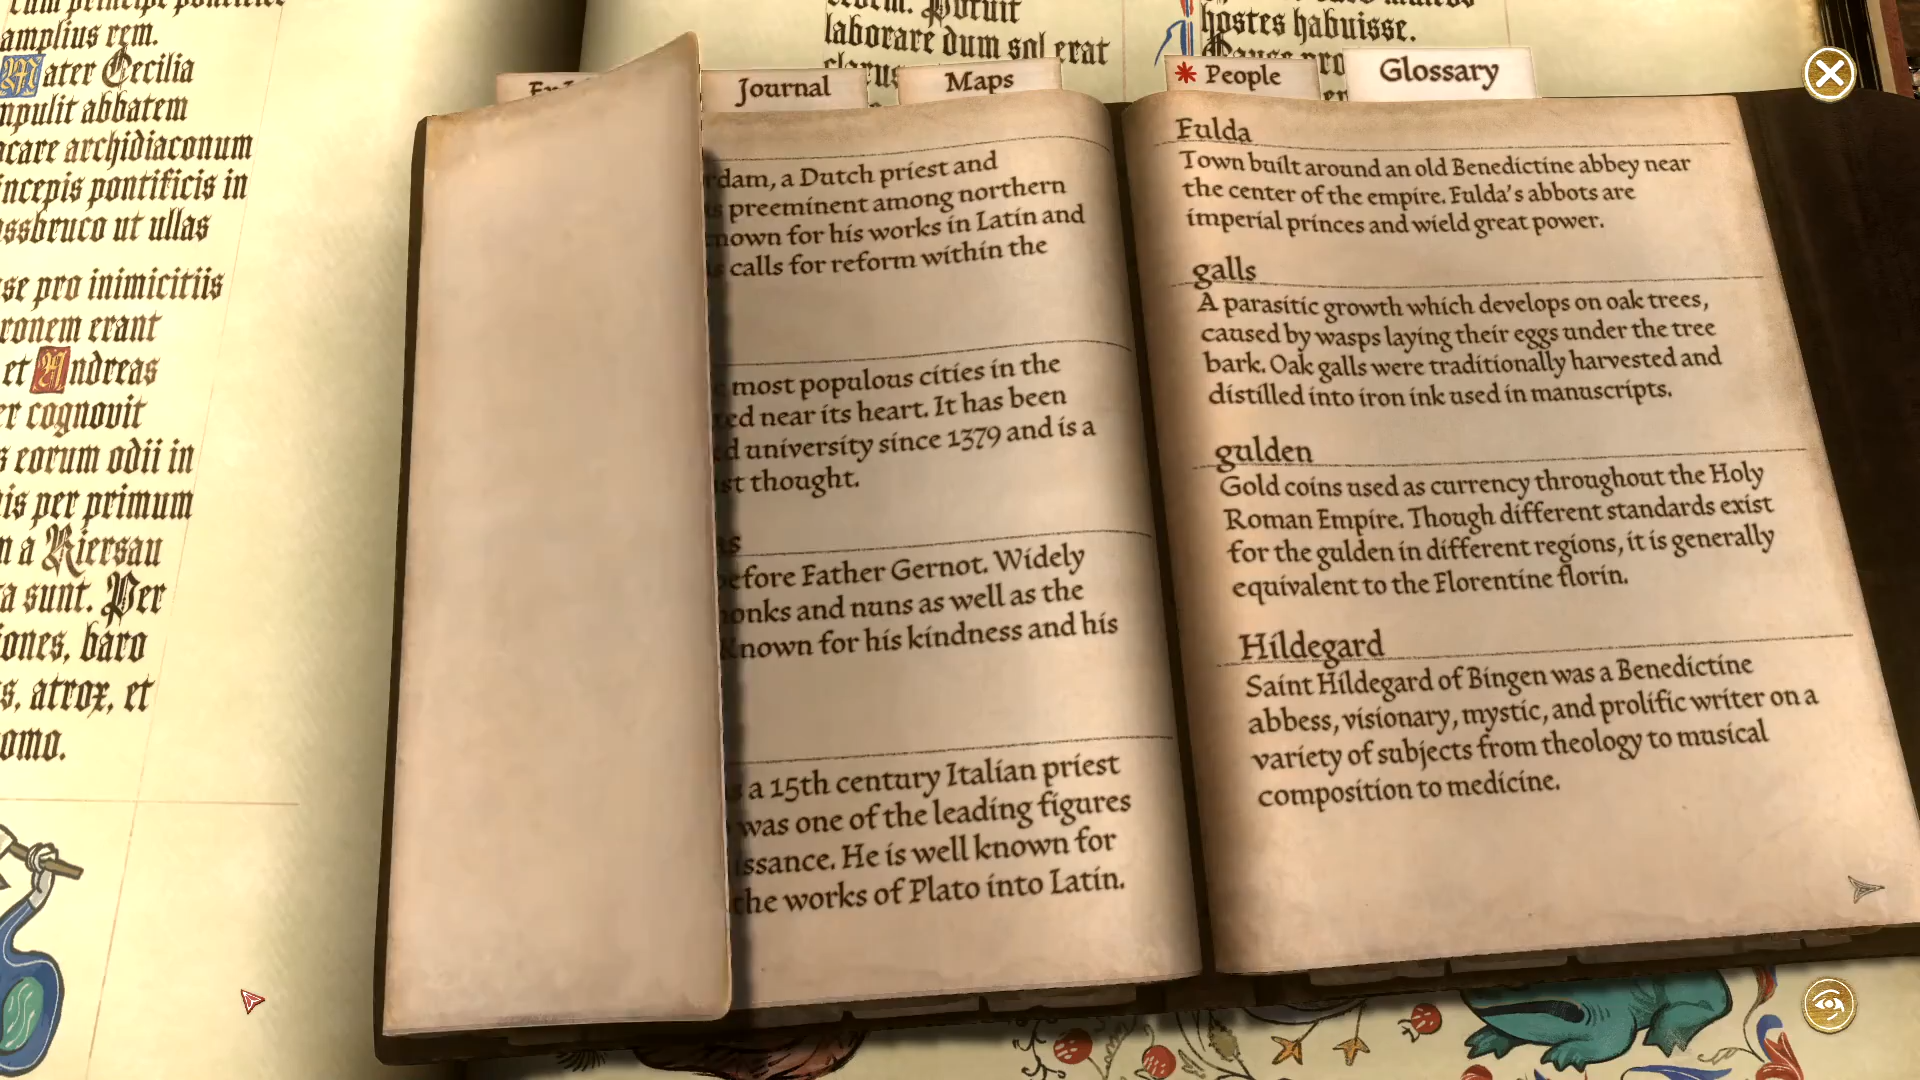 amplius rem.
Mater Cecilia
mpulit abbatem
acare archidiaconum
incepis pontificis in
assbruco ut ullas
se pro inimicitiis
ronem erant
et Andreas
er cognovit
s eorum odii in
is per primum
n a Kiersau
a sunt. Per
iones, baro
s, atrox, et
omo.
Potuit
laborare dum sol erat
clarus
hostes habuisse.
Journal
Maps
* People
Glossary
dam, a Dutch priest and
s preeminent among northern
nown for his works in Latin and
s calls for reform within the
most populous cities in the
ed near its heart. It has been
d university since 1379 and is a
st thought.
s
efore Father Gernot. Widely
onks and nuns as well as the
Known for his kindness and his
s a 15th century Italian priest
was one of the leading figures
issance. He is well known for
the works of Plato into Latin.
Fulda
Town built around an old Benedictine abbey near
the center of the empire. Fulda's abbots are
imperial princes and wield great power.
galls
A parasitic growth which develops on oak trees,
caused by wasps laying their eggs under the tree
bark. Oak galls were traditionally harvested and
distilled into iron ink used in manuscripts.
gulden
Gold coins used as currency throughout the Holy
Roman Empire. Though different standards exist
for the gulden in different regions, it is generally
equivalent to the Florentine florin.
Hildegard
Saint Hildegard of Bingen was a Benedictine
abbess, visionary, mystic, and prolific writer on a
variety of subjects from theology to musical
composition to medicine.